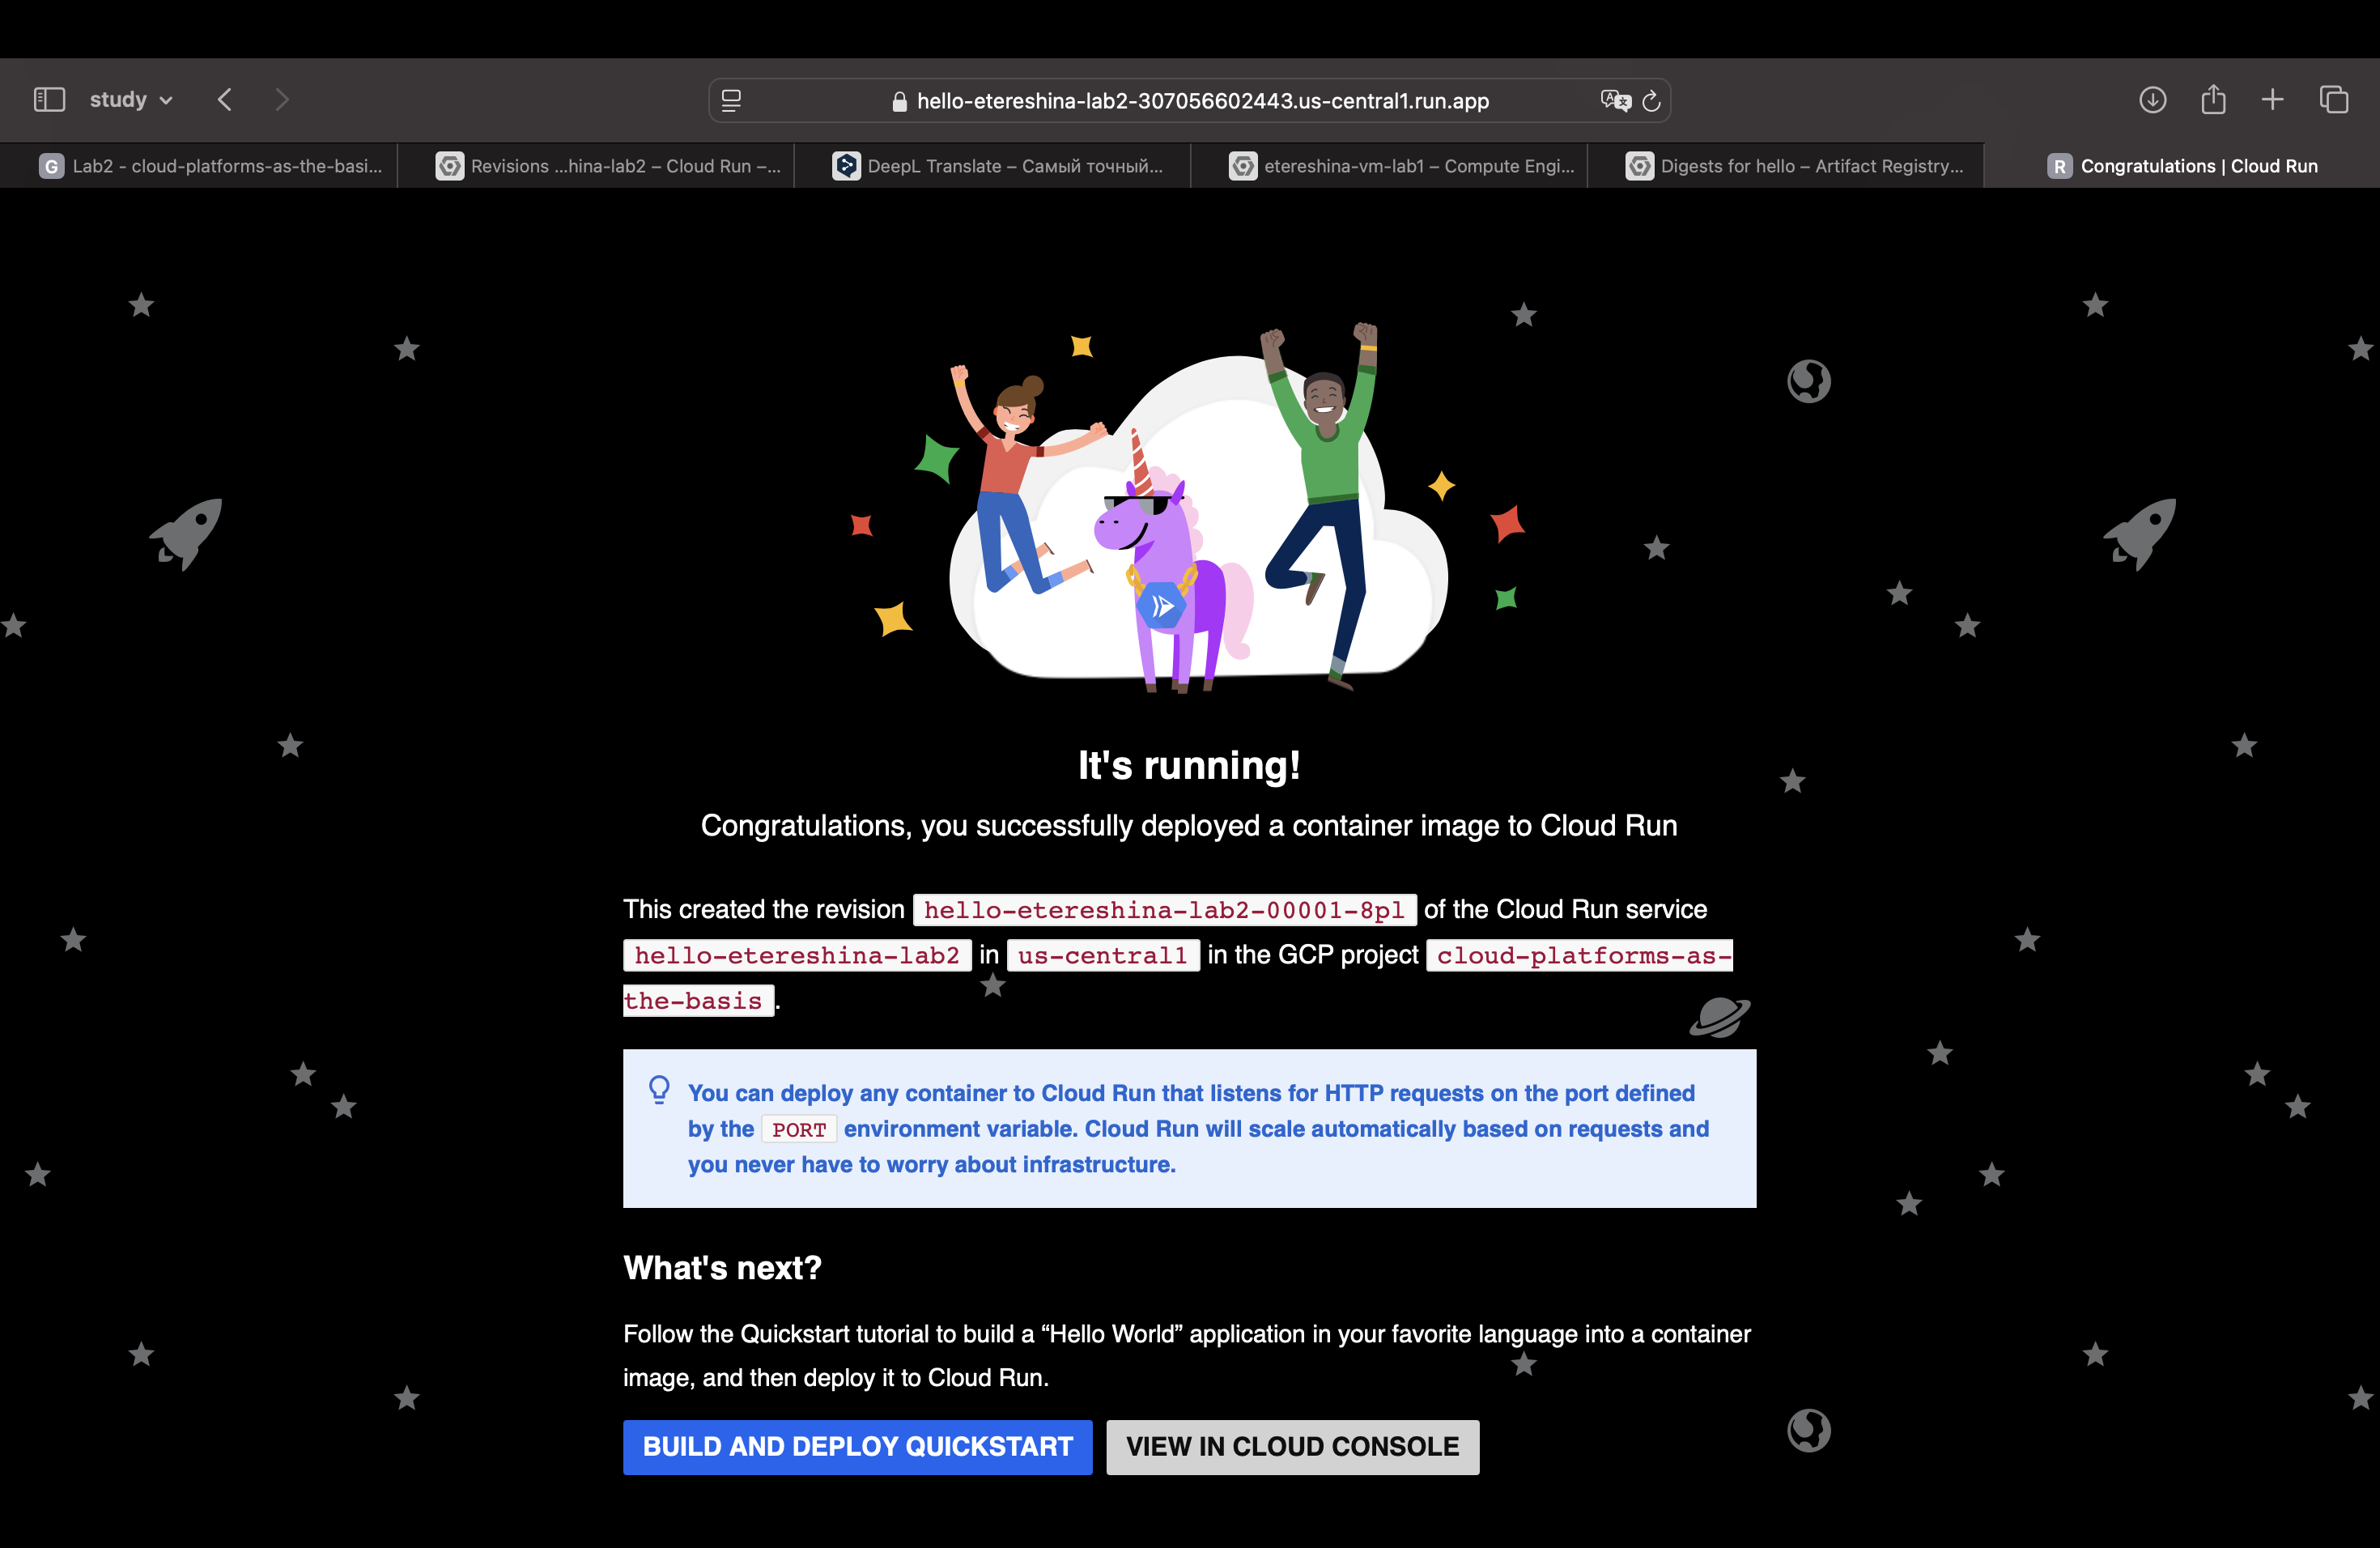 study
hello-etereshina-lab2-307056602443.us-central1.run.app
G Lab2 - cloud-platforms-as-the-basi...
Revisions ...hina-lab2 – Cloud Run –...
DeepL Translate – Самый точный...
etereshina-vm-lab1 – Compute Engi...
Digests for hello – Artifact Registry...
R Congratulations | Cloud Run
It's running!
Congratulations, you successfully deployed a container image to Cloud Run
This created the revision hello-etereshina-lab2-00001-8pl of the Cloud Run service
hello-etereshina-lab2 in us-central1 in the GCP project cloud-platforms-as-
the-basis .
You can deploy any container to Cloud Run that listens for HTTP requests on the port defined
by the PORT environment variable. Cloud Run will scale automatically based on requests and
you never have to worry about infrastructure.
What's next?
Follow the Quickstart tutorial to build a “Hello World” application in your favorite language into a container
image, and then deploy it to Cloud Run.
BUILD AND DEPLOY QUICKSTART
VIEW IN CLOUD CONSOLE